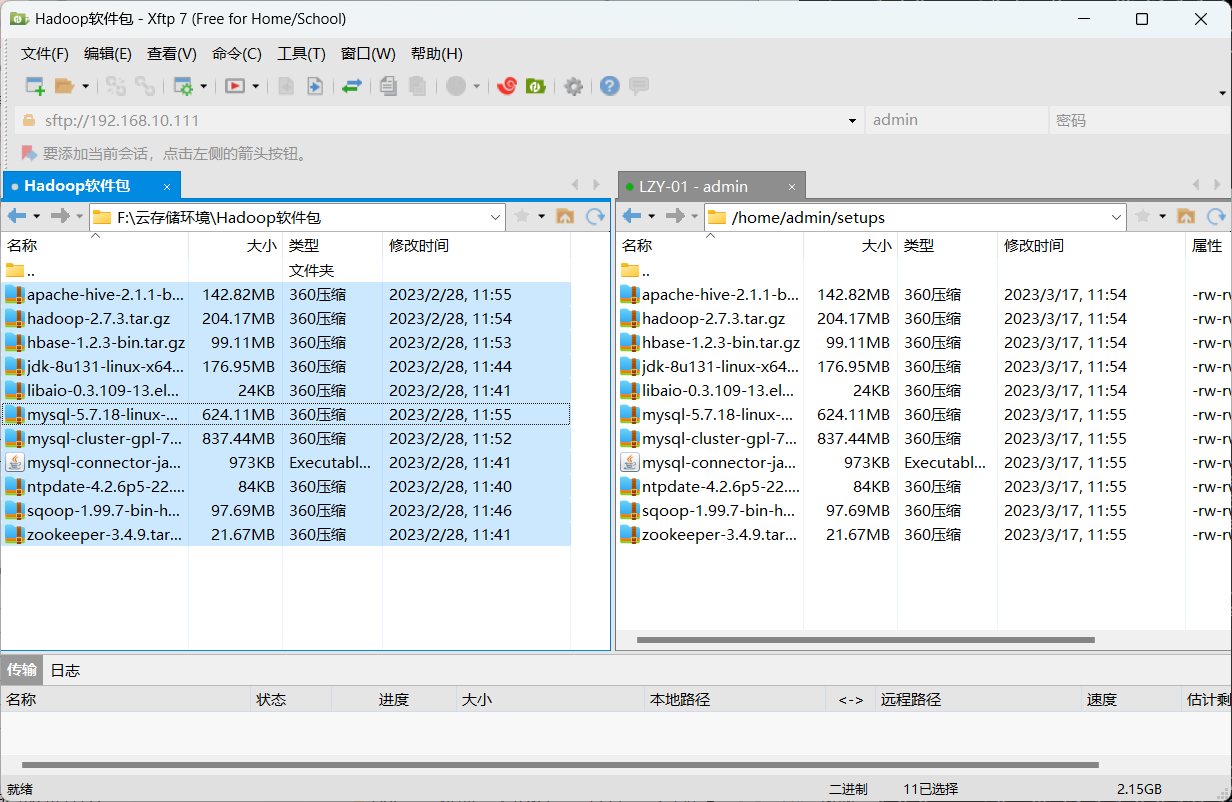 Hadoop软件包 - Xftp 7 (Free for Home/School)
文件(F) 编辑(E) 查看(V) 命令(C) 工具(T) 窗口(W) 帮助(H)
sftp://192.168.10.111 admin 密码
要添加当前会话，点击左侧的箭头按钮。
Hadoop软件包 × LZY-01 - admin ×
F:\云存储环境\Hadoop软件包 /home/admin/setups
名称 大小 类型 修改时间 名称 大小 类型 修改时间 属性
.. 文件夹 ..
apache-hive-2.1.1-b... 142.82MB 360压缩 2023/2/28, 11:55 apache-hive-2.1.1-b... 142.82MB 360压缩 2023/3/17, 11:54 -rw-rw
hadoop-2.7.3.tar.gz 204.17MB 360压缩 2023/2/28, 11:54 hadoop-2.7.3.tar.gz 204.17MB 360压缩 2023/3/17, 11:54 -rw-rw
hbase-1.2.3-bin.tar.gz 99.11MB 360压缩 2023/2/28, 11:53 hbase-1.2.3-bin.tar.gz 99.11MB 360压缩 2023/3/17, 11:54 -rw-rw
jdk-8u131-linux-x64... 176.95MB 360压缩 2023/2/28, 11:44 jdk-8u131-linux-x64... 176.95MB 360压缩 2023/3/17, 11:54 -rw-rw
libaio-0.3.109-13.el... 24KB 360压缩 2023/2/28, 11:41 libaio-0.3.109-13.el... 24KB 360压缩 2023/3/17, 11:54 -rw-rw
mysql-5.7.18-linux-... 624.11MB 360压缩 2023/2/28, 11:55 mysql-5.7.18-linux-... 624.11MB 360压缩 2023/3/17, 11:55 -rw-rw
mysql-cluster-gpl-7... 837.44MB 360压缩 2023/2/28, 11:52 mysql-cluster-gpl-7... 837.44MB 360压缩 2023/3/17, 11:55 -rw-rw
mysql-connector-ja... 973KB Executabl... 2023/2/28, 11:41 mysql-connector-ja... 973KB Executabl... 2023/3/17, 11:55 -rw-rw
ntpdate-4.2.6p5-22.... 84KB 360压缩 2023/2/28, 11:40 ntpdate-4.2.6p5-22.... 84KB 360压缩 2023/3/17, 11:55 -rw-rw
sqoop-1.99.7-bin-h... 97.69MB 360压缩 2023/2/28, 11:46 sqoop-1.99.7-bin-h... 97.69MB 360压缩 2023/3/17, 11:55 -rw-rw
zookeeper-3.4.9.tar... 21.67MB 360压缩 2023/2/28, 11:41 zookeeper-3.4.9.tar... 21.67MB 360压缩 2023/3/17, 11:55 -rw-rw
传输 日志
名称 状态 进度 大小 本地路径 <-> 远程路径 速度 估计剩
就绪 二进制 11已选择 2.15GB